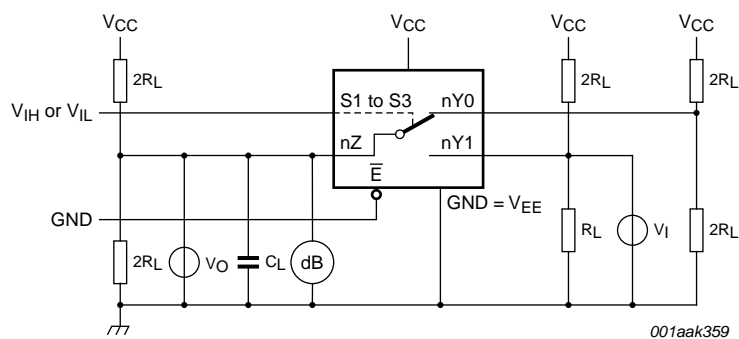 VCC VCC VCC VCC
2RL 2RL 2RL
VIH or VIL S1 to S3 nY0
nZ nY1
E
GND GND = VEE
2RL VO CL dB RL VI 2RL
001aak359